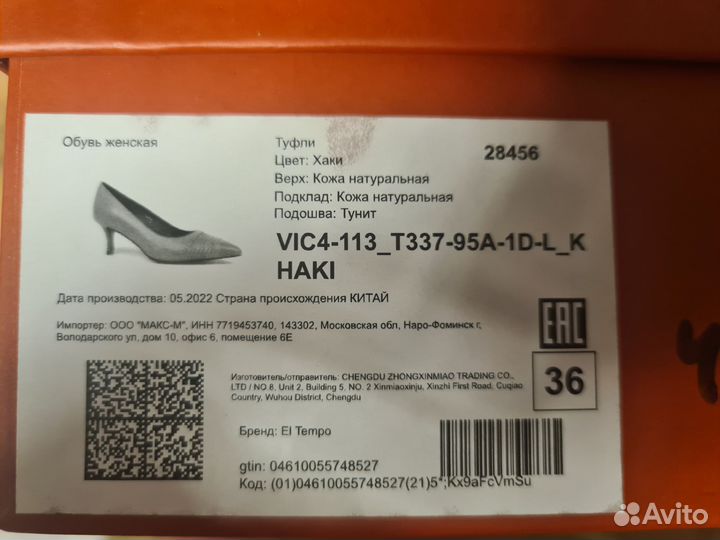 Обувь женская
Туфли
Цвет: Хаки
28456
Верх: Кожа натуральная
Подклад: Кожа натуральная
Подошва: Тунит
VIC4-113_T337-95A-1D-L_K
HAKI
Дата производства: 05.2022 Страна происхождения КИТАЙ
Импортер: ООО "МАКС-М", ИНН 7719453740, 143302, Московская обл, Наро-Фоминск г,
Володарского ул, дом 10, офис 6, помещение 6Е
EAC
Изготовитель/отправитель: CHENGDU ZHONGXINMIAO TRADING CO.,
LTD / NO.8, Unit 2, Building 5, NO. 2 Xinmiaoxinju, Xinzhi First Road, Cuqiao
Country, Wuhou District, Chengdu
36
Бренд: El Tempo
gtin: 04610055748527
Код: (01)04610055748527(21)5*;Kx9aFcVmSu
Avito